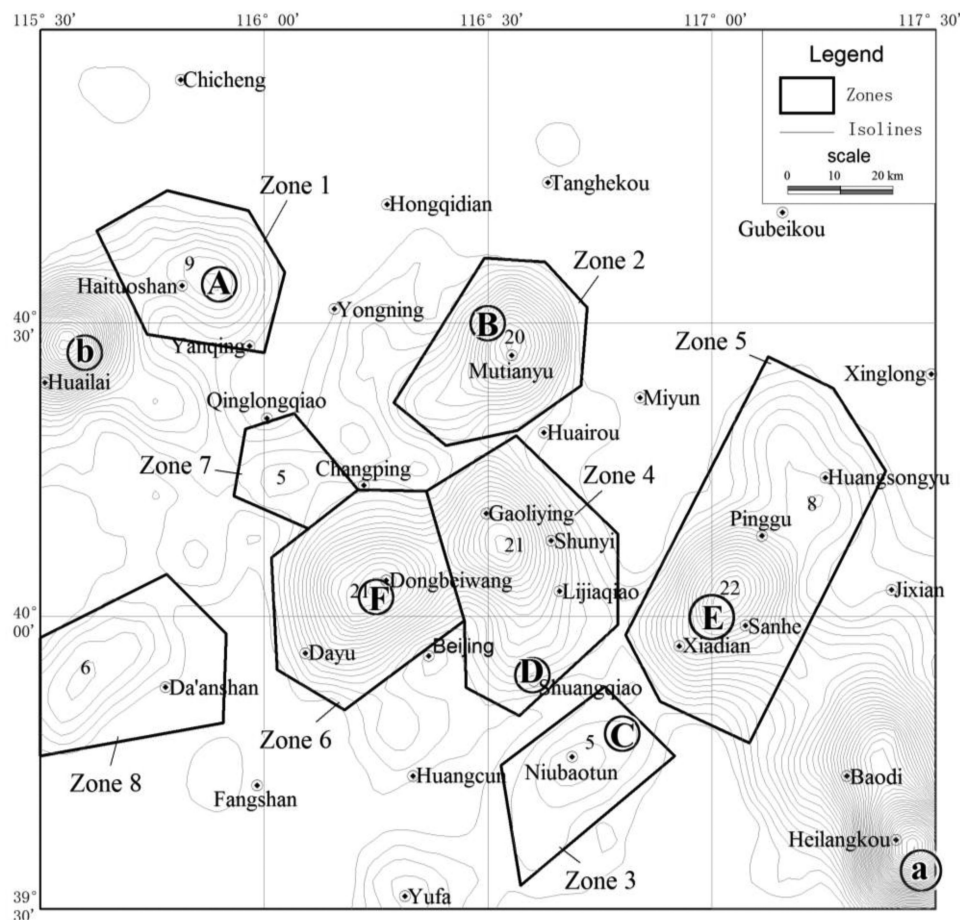 115° 30′
116° 00′
116° 30′
117° 00′
117° 30′
Legend
Zones
Isolines
scale
0 10 20 km
Chicheng
Tanghekou
Zone 1
Hongqidian
Gubeikou
Zone 2
9
A
Haituoshan
Yongning
40°
30′
B
20
Zone 5
b
Yanqing
Mutianyu
Huailai
Xinglong
Qinglongqiao
Miyun
Huairou
Zone 7
5
Changping
Zone 4
Huangsongyu
8
Gaoliying
Pinggu
21
Shunyi
Dongbeiwang
21
F
Lijiaqiao
22
Jixian
40°
00′
E
Sanhe
Dayu
Beijing
Xiadian
6
D
Da'anshan
Shuangqiao
Zone 6
C
5
Zone 8
Huangcun
Niubaotun
Baodi
Fangshan
Heilangkou
a
Zone 3
Yufa
39°
30′